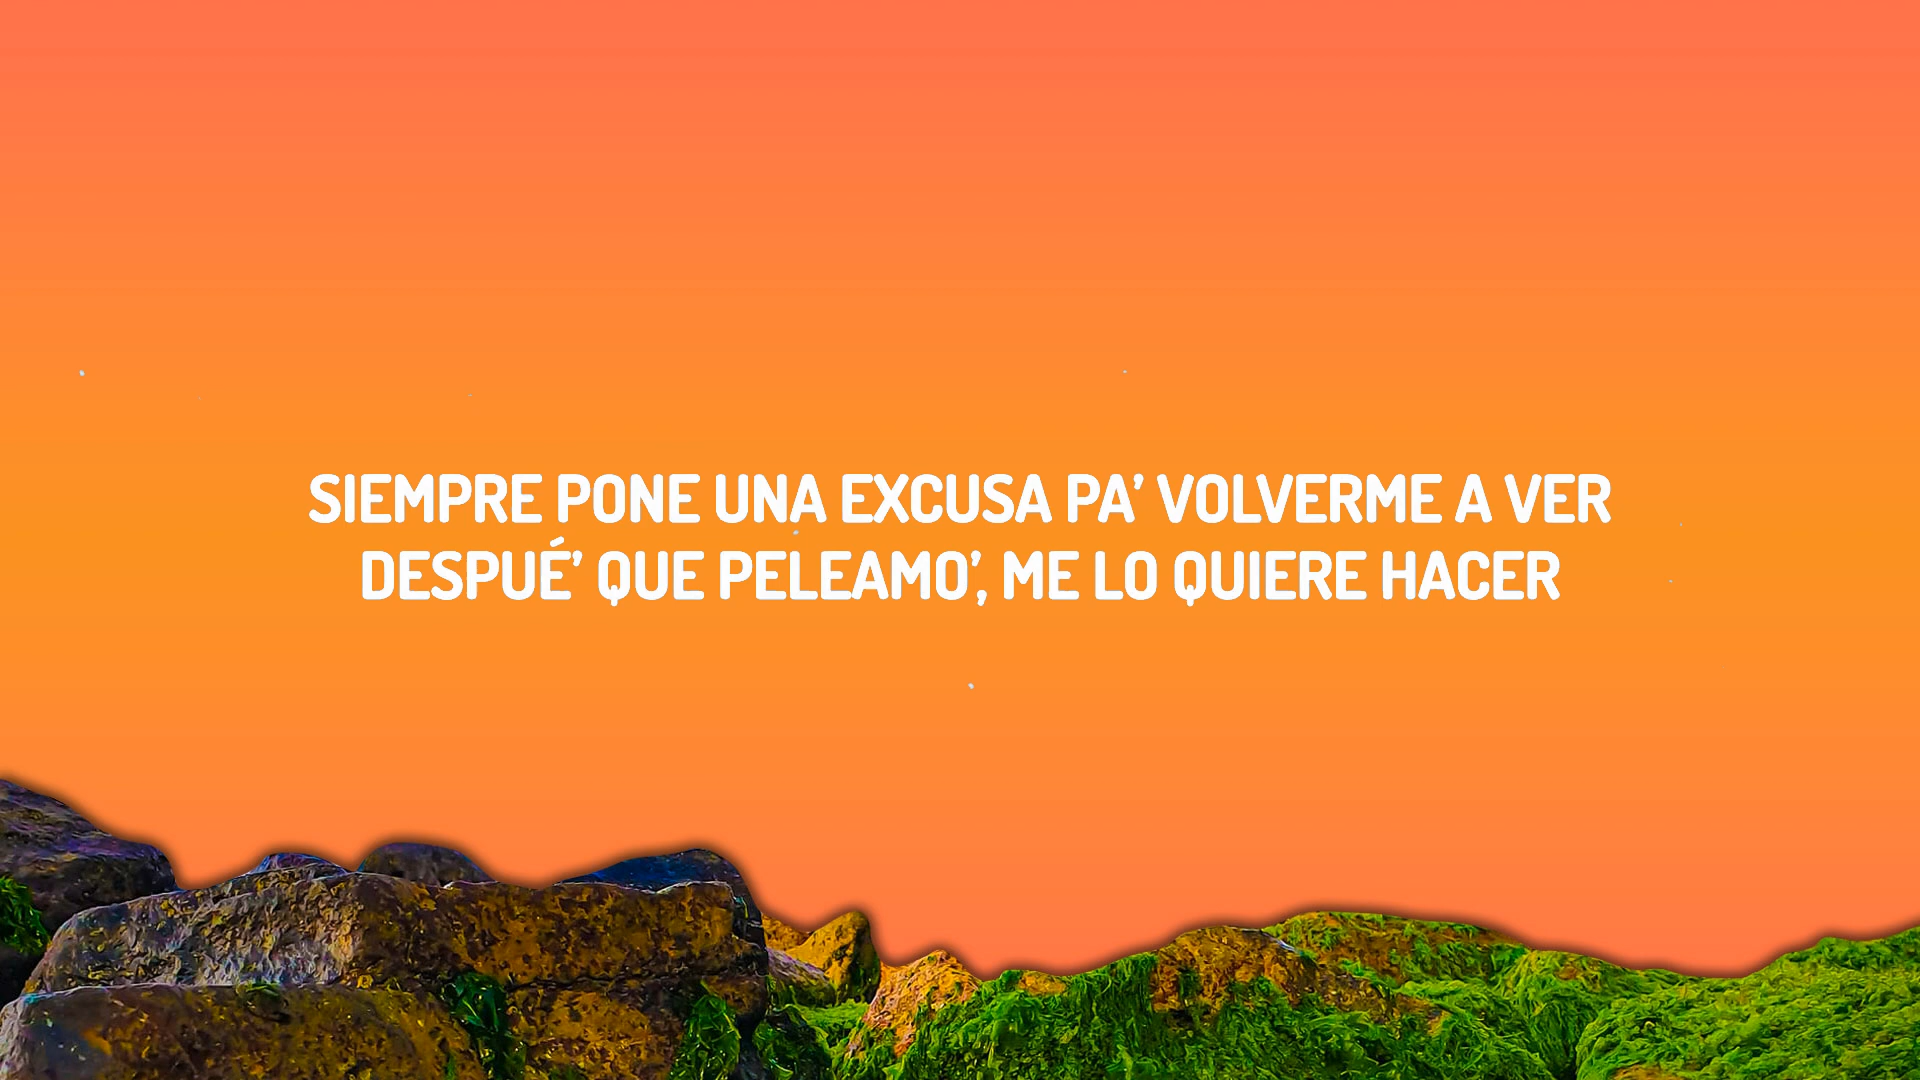 SIEMPRE PONE UNA EXCUSA PA’ VOLVERME A VER
DESPUÉ’ QUE PELEAMO’, ME LO QUIERE HACER